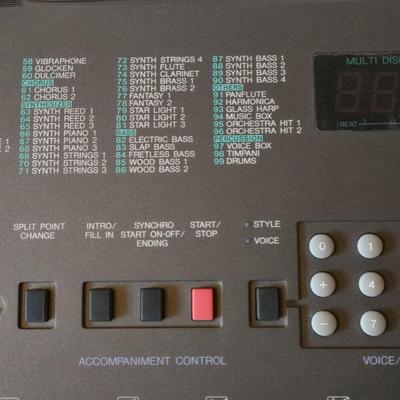 58 VIBRAPHONE
59 GLOCKEN
60 DULCIMER
CHORUS
61 CHORUS 1
62 CHORUS 2
SYNTHESIZER
63 SYNTH REED 1
64 SYNTH REED 2
65 SYNTH REED 3
66 SYNTH PIANO 1
67 SYNTH PIANO 2
69 SYNTH STRINGS 1
70 SYNTH STRINGS 2
71 SYNTH STRINGS 3
72 SYNTH STRINGS 4
73 SYNTH FLUTE
74 SYNTH CLARINET
75 SYNTH BRASS 1
76 SYNTH BRASS 2
77 FANTASY 1
78 FANTASY 2
79 STAR LIGHT 1
80 STAR LIGHT 2
81 STAR LIGHT 3
BASS
82 ELECTRIC BASS
83 SLAP BASS
84 FRETLESS BASS
85 WOOD BASS 1
86 WOOD BASS 2
87 SYNTH BASS 1
88 SYNTH BASS 2
89 SYNTH BASS 3
90 SYNTH BASS 4
OTHERS
91 PANFLUTE
92 HARMONICA
93 GLASS HARP
94 MUSIC BOX
95 ORCHESTRA HIT 1
96 ORCHESTRA HIT 2
PERCUSSION
97 VOICE BOX
98 TIMPANI
99 DRUMS
MULTI
BEAT
SPLIT POINT
CHANGE
INTRO/
FILL IN
SYNCHRO
START ON·OFF/
ENDING
START/
STOP
STYLE
VOICE
0 1
+ 4
− 7
ACCOMPANIMENT CONTROL
VOICE/